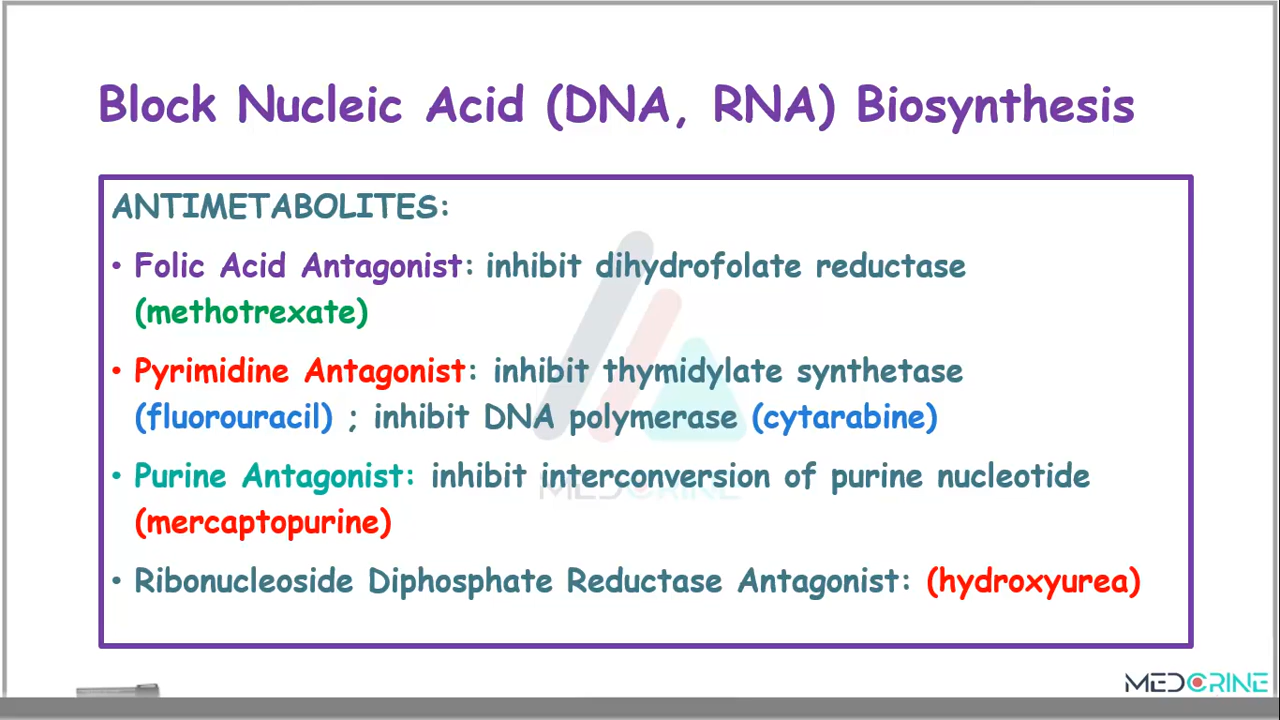 Block Nucleic Acid (DNA, RNA) Biosynthesis
ANTIMETABOLITES:
• Folic Acid Antagonist: inhibit dihydrofolate reductase
(methotrexate)
• Pyrimidine Antagonist: inhibit thymidylate synthetase
(fluorouracil) ; inhibit DNA polymerase (cytarabine)
• Purine Antagonist: inhibit interconversion of purine nucleotide
(mercaptopurine)
• Ribonucleoside Diphosphate Reductase Antagonist: (hydroxyurea)
MEDCRINE
MEDCRINE